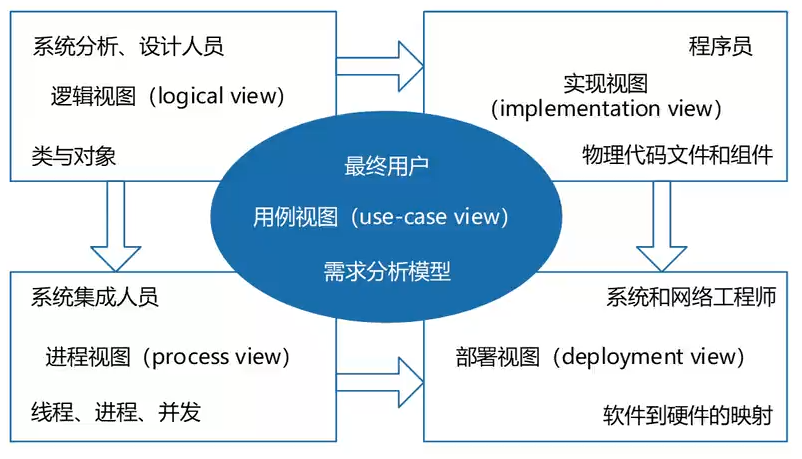 系统分析、设计人员
逻辑视图（logical view）
类与对象
程序员
实现视图
（implementation view）
物理代码文件和组件
最终用户
用例视图（use-case view）
需求分析模型
系统集成人员
进程视图（process view）
线程、进程、并发
系统和网络工程师
部署视图（deployment view）
软件到硬件的映射